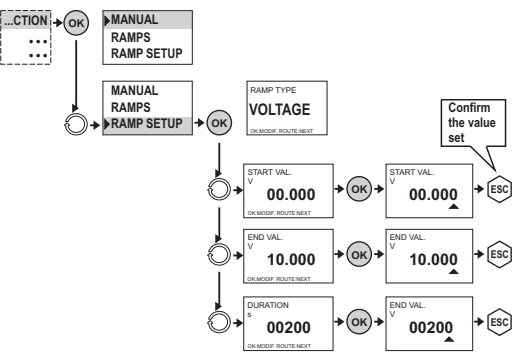 ...CTION
OK
MANUAL
RAMPS
RAMP SETUP
MANUAL
RAMPS
RAMP SETUP
OK
RAMP TYPE
VOLTAGE
OK:MODIF. ROUTE:NEXT
Confirm
the value
set
START VAL.
V
00.000
OK:MODIF. ROUTE:NEXT
OK
START VAL.
V
00.000
ESC
END VAL.
V
10.000
OK:MODIF. ROUTE:NEXT
OK
END VAL.
V
10.000
ESC
DURATION
s
00200
OK:MODIF. ROUTE:NEXT
OK
END VAL.
V
00200
ESC